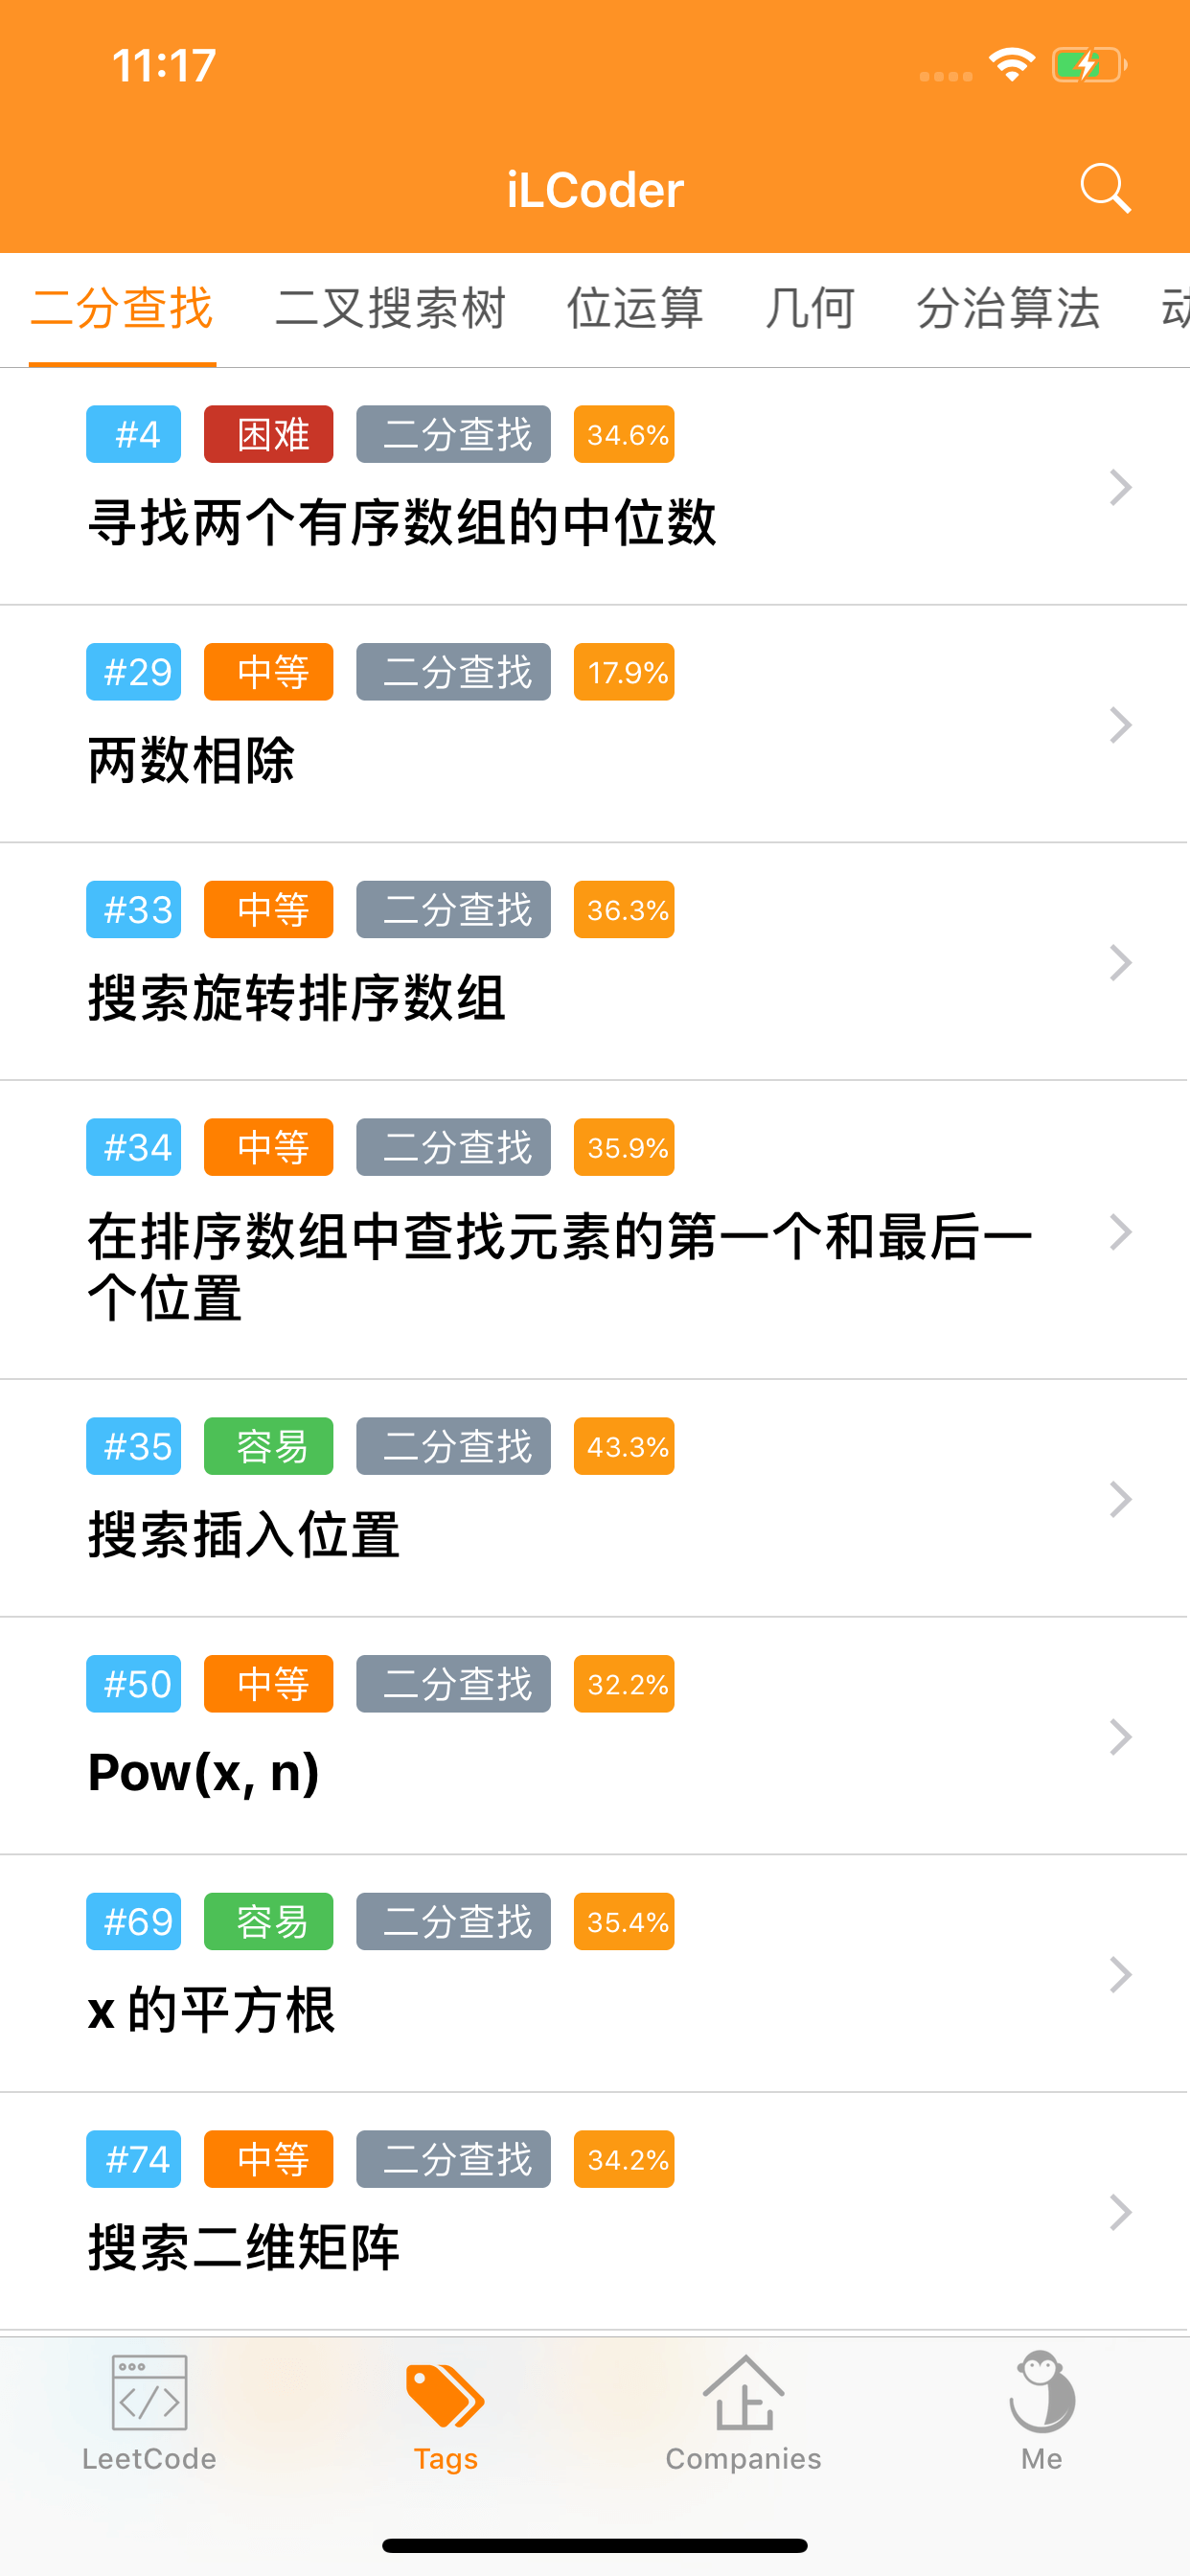 11:17
iLCoder
二分查找 二叉搜索树 位运算 几何 分治算法
#4 困难 二分查找 34.6%
寻找两个有序数组的中位数
#29 中等 二分查找 17.9%
两数相除
#33 中等 二分查找 36.3%
搜索旋转排序数组
#34 中等 二分查找 35.9%
在排序数组中查找元素的第一个和最后一
个位置
#35 容易 二分查找 43.3%
搜索插入位置
#50 中等 二分查找 32.2%
Pow(x, n)
#69 容易 二分查找 35.4%
x 的平方根
#74 中等 二分查找 34.2%
搜索二维矩阵
LeetCode Tags Companies Me